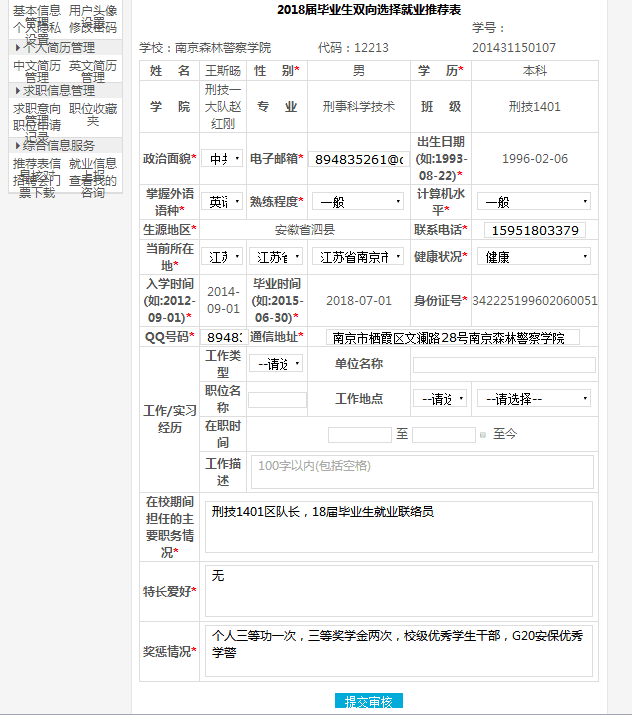 基本信息管理 用户头像设置
个人隐私设置 修改密码
个人简历管理
中文简历管理 英文简历管理
求职信息管理
求职意向管理 职位收藏夹
职位申请记录
综合信息服务
推荐表信息核对 就业信息上报
招聘会门票下载 查看我的咨询
2018届毕业生双向选择就业推荐表
学校：南京森林警察学院 代码：12213 学号：201431150107
姓 名 王斯旸 性 别* 男 学 历* 本科
学 院 刑技一大队赵红刚 专 业 刑事科学技术 班 级 刑技1401
政治面貌* 中共 电子邮箱* 894835261@q 出生日期(如:1993-08-22)* 1996-02-06
掌握外语语种* 英语 熟练程度* 一般 计算机水平* 一般
生源地区* 安徽省泗县 联系电话* 15951803379
当前所在地* 江苏 江苏省 江苏省南京市 健康状况* 健康
入学时间(如:2012-09-01)* 2014-09-01 毕业时间(如:2015-06-30)* 2018-07-01 身份证号* 342225199602060051
QQ号码* 89483 通信地址* 南京市栖霞区文澜路28号南京森林警察学院
工作/实习经历
工作类型 --请选 单位名称
职位名称 工作地点 --请选 --请选择--
在职时间 至 至今
工作描述 100字以内(包括空格)
在校期间担任的主要职务情况* 刑技1401区队长，18届毕业生就业联络员
特长爱好* 无
奖惩情况* 个人三等功一次，三等奖学金两次，校级优秀学生干部，G20安保优秀
学警
提交审核